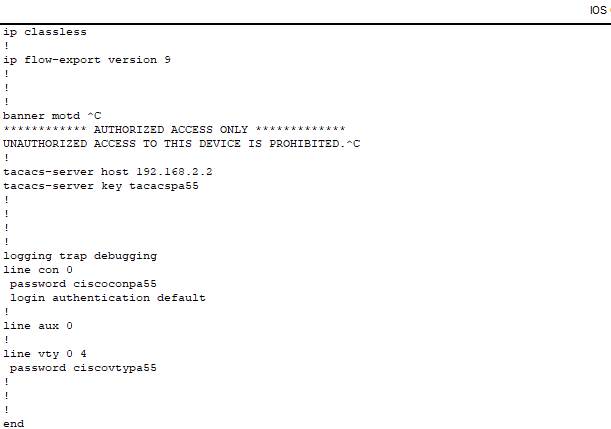 IOS
ip classless
!
ip flow-export version 9
!
!
!
banner motd ^C
************ AUTHORIZED ACCESS ONLY *************
UNAUTHORIZED ACCESS TO THIS DEVICE IS PROHIBITED.^C
!
tacacs-server host 192.168.2.2
tacacs-server key tacacspa55
!
!
!
!
logging trap debugging
line con 0
 password ciscoconpa55
 login authentication default
!
line aux 0
!
line vty 0 4
 password ciscovtypa55
!
!
!
end